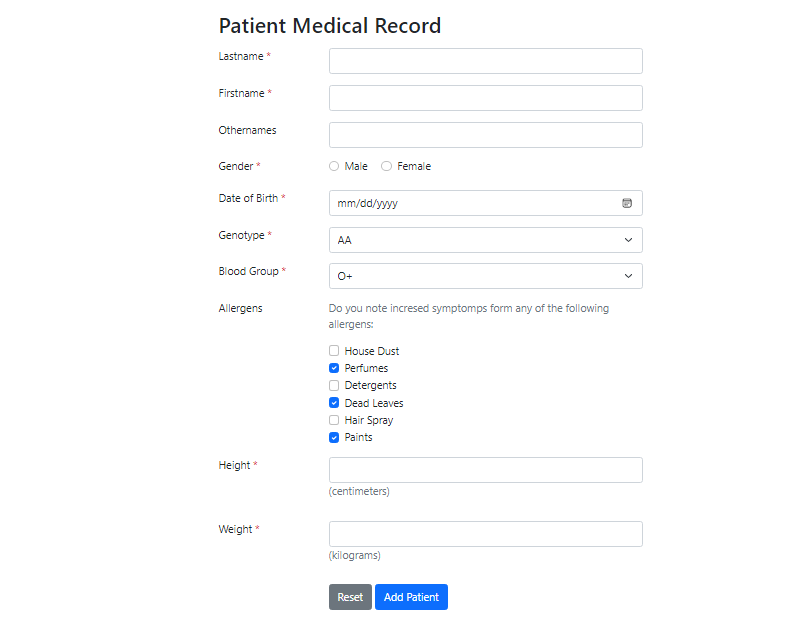 Patient Medical Record
Lastname *
Firstname *
Othernames
Gender *
Male Female
Date of Birth *
mm/dd/yyyy
Genotype *
AA
Blood Group *
O+
Allergens
Do you note incresed symptomps form any of the following
allergens:
House Dust
Perfumes
Detergents
Dead Leaves
Hair Spray
Paints
Height *
(centimeters)
Weight *
(kilograms)
Reset Add Patient